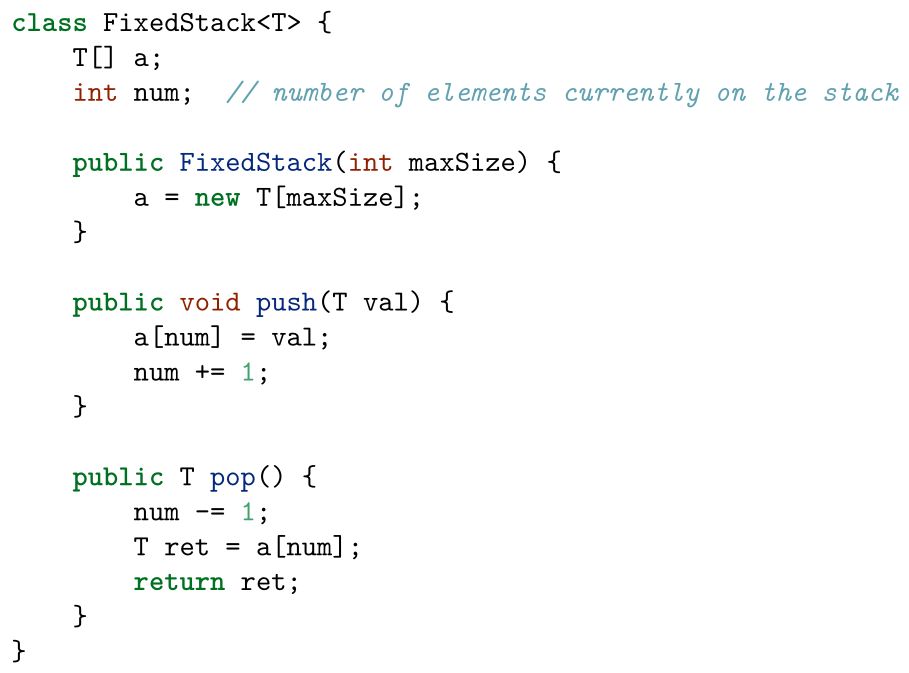 class FixedStack<T> {
    T[] a;
    int num;  // number of elements currently on the stack

    public FixedStack(int maxSize) {
        a = new T[maxSize];
    }

    public void push(T val) {
        a[num] = val;
        num += 1;
    }

    public T pop() {
        num -= 1;
        T ret = a[num];
        return ret;
    }
}